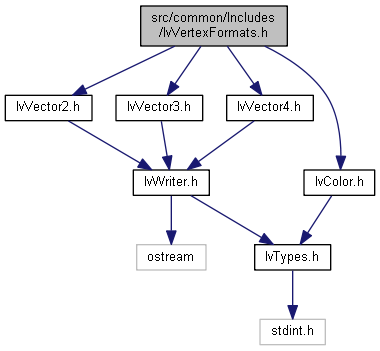 src/common/Includes
/lvVertexFormats.h
lvVector2.h
lvVector3.h
lvVector4.h
lvWriter.h
lvColor.h
ostream
lvTypes.h
stdint.h